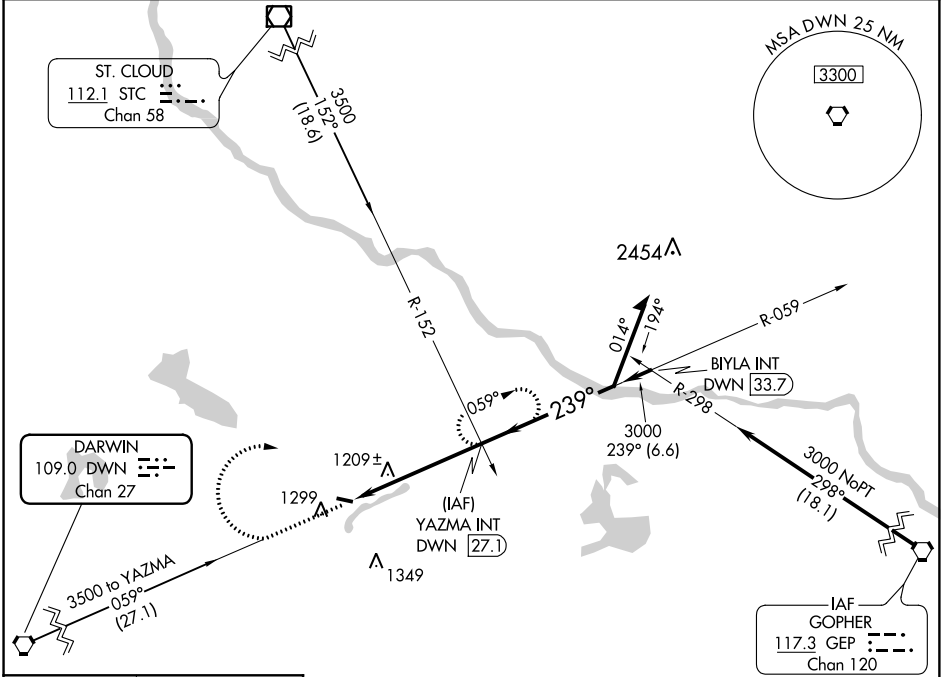 ST. CLOUD
112.1 STC
Chan 58
3500
152°
(18.6)
MSA DWN 25 NM
3300
2454
R-152
014°
194°
R-059
BIYLA INT
DWN 33.7
R-298
059°
239°
3000
239° (6.6)
3000 NoPT
298°
(18.1)
DARWIN
109.0 DWN
Chan 27
1209±
1299
(IAF)
YAZMA INT
DWN 27.1
1349
3500 to YAZMA
059°
(27.1)
IAF
GOPHER
117.3 GEP
Chan 120